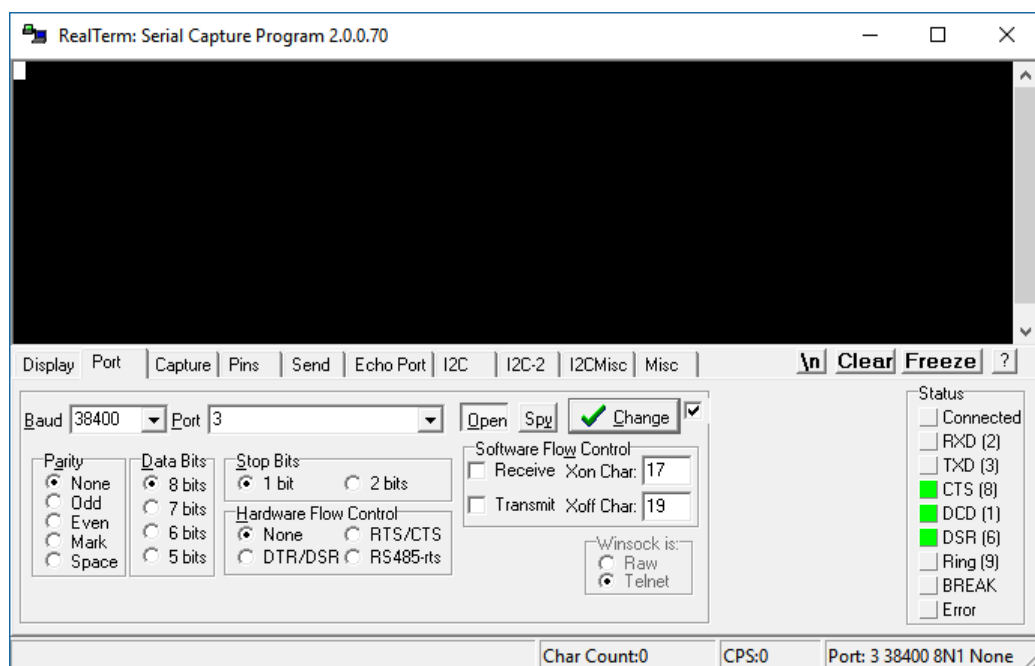 RealTerm: Serial Capture Program 2.0.0.70
Display Port Capture Pins Send Echo Port I2C I2C-2 I2CMisc Misc \n Clear Freeze ?
Baud 38400 Port 3 Open Spy Change
Parity
None
Odd
Even
Mark
Space
Data Bits
8 bits
7 bits
6 bits
5 bits
Stop Bits
1 bit 2 bits
Hardware Flow Control
None RTS/CTS
DTR/DSR RS485-rts
Software Flow Control
Receive Xon Char: 17
Transmit Xoff Char: 19
Winsock is:
Raw
Telnet
Status
Connected
RXD (2)
TXD (3)
CTS (8)
DCD (1)
DSR (6)
Ring (9)
BREAK
Error
Char Count:0 CPS:0 Port: 3 38400 8N1 None